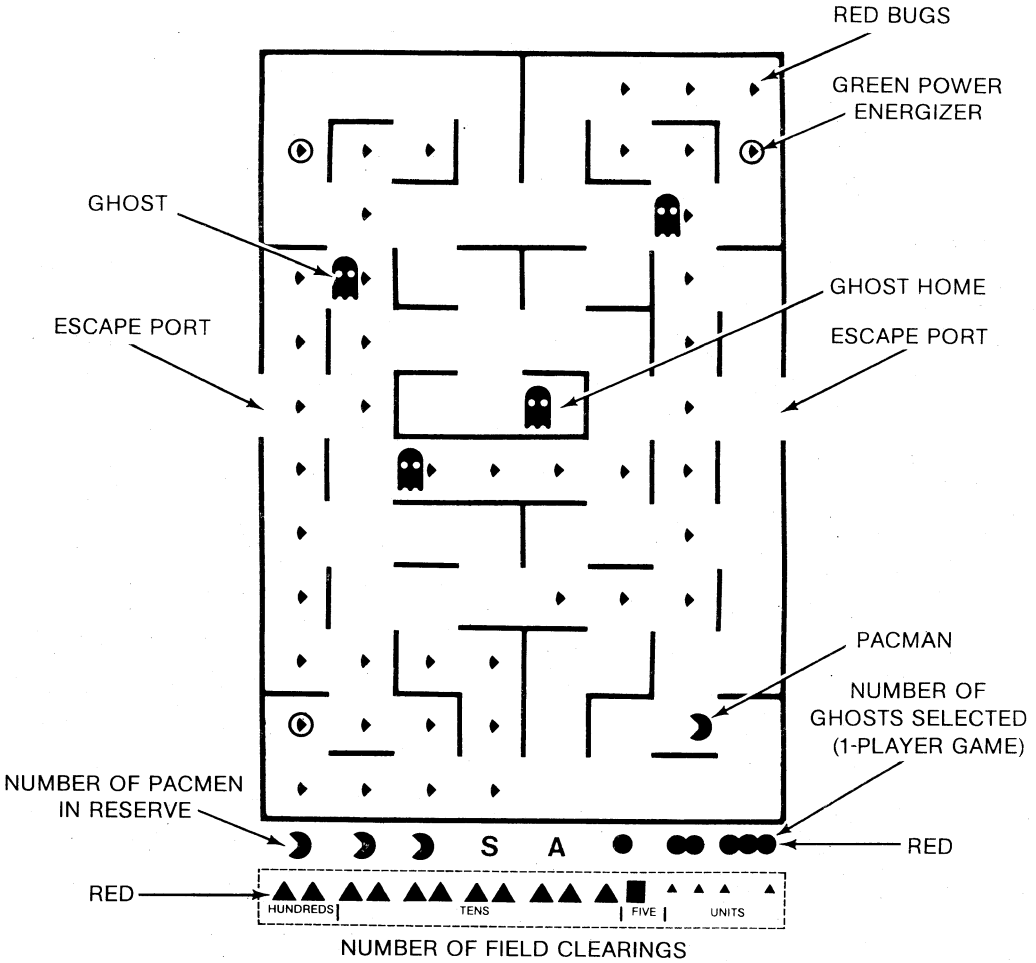 RED BUGS
GREEN POWER
ENERGIZER
GHOST
GHOST HOME
ESCAPE PORT
ESCAPE PORT
PACMAN
NUMBER OF
GHOSTS SELECTED
(1-PLAYER GAME)
NUMBER OF PACMEN
IN RESERVE
S A
RED
RED
HUNDREDS TENS FIVE UNITS
NUMBER OF FIELD CLEARINGS